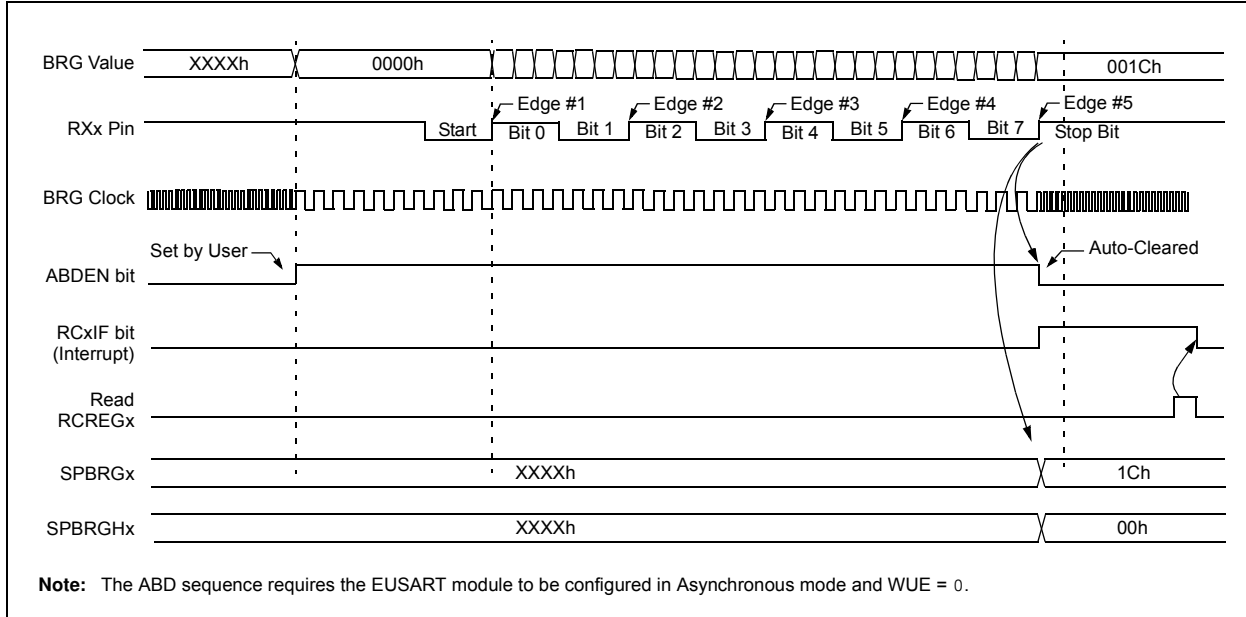 BRG Value XXXXh 0000h 001Ch
Edge #1 Edge #2 Edge #3 Edge #4 Edge #5
RXx Pin Start Bit 0 Bit 1 Bit 2 Bit 3 Bit 4 Bit 5 Bit 6 Bit 7 Stop Bit
BRG Clock
Set by User Auto-Cleared
ABDEN bit
RCxIF bit
(Interrupt)
Read
RCREGx
SPBRGx XXXXh 1Ch
SPBRGHx XXXXh 00h
Note: The ABD sequence requires the EUSART module to be configured in Asynchronous mode and WUE = 0.